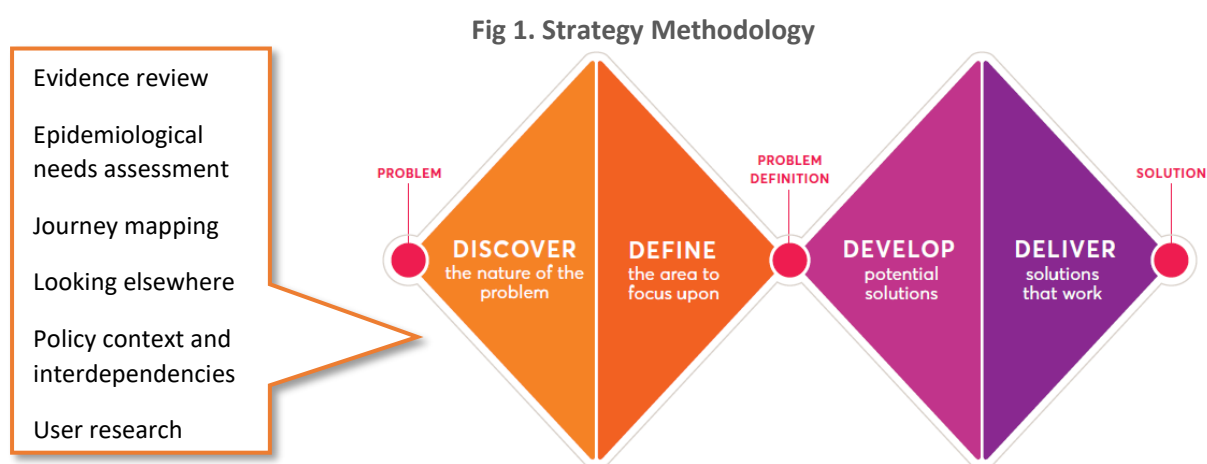 Fig 1. Strategy Methodology
Evidence review
Epidemiological
needs assessment
Journey mapping
Looking elsewhere
Policy context and
interdependencies
User research
PROBLEM
DISCOVER
the nature of the
problem
DEFINE
the area to
focus upon
PROBLEM
DEFINITION
DEVELOP
potential
solutions
DELIVER
solutions
that work
SOLUTION